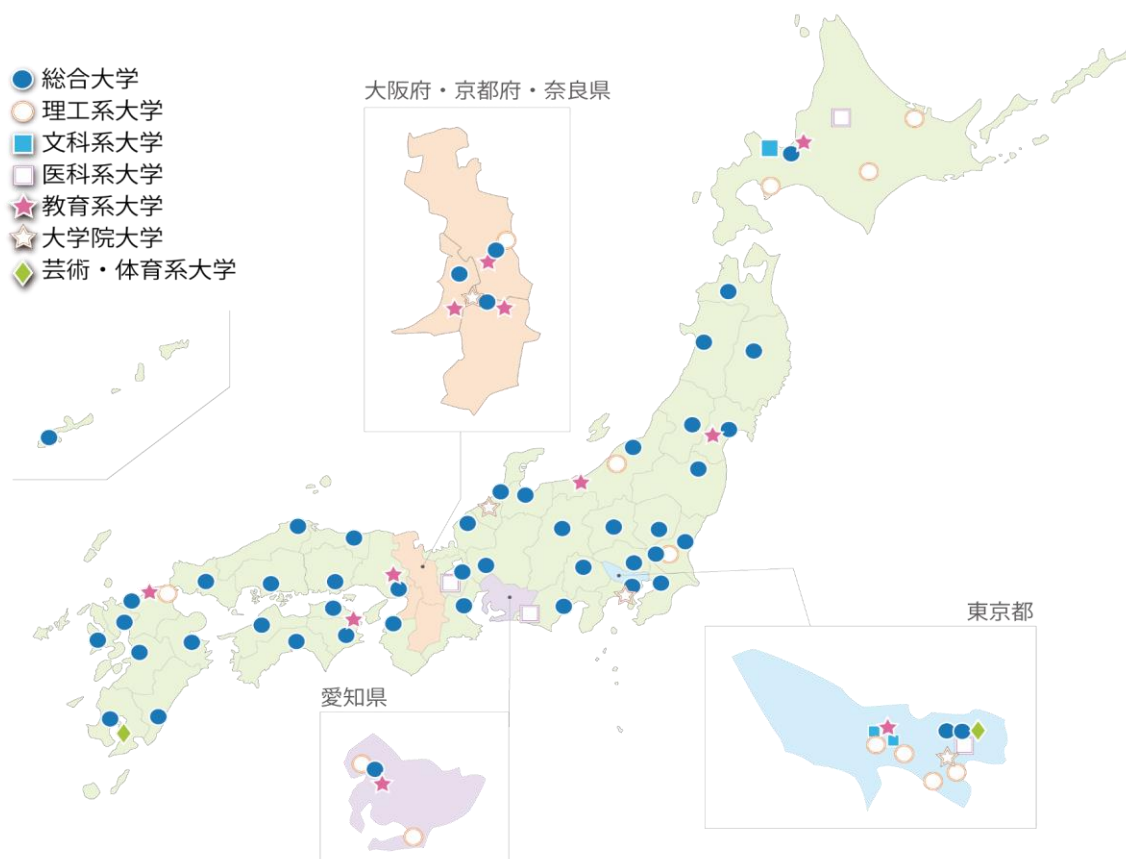 総合大学
理工系大学
文科系大学
医科系大学
教育系大学
大学院大学
芸術・体育系大学
大阪府・京都府・奈良県
東京都
愛知県